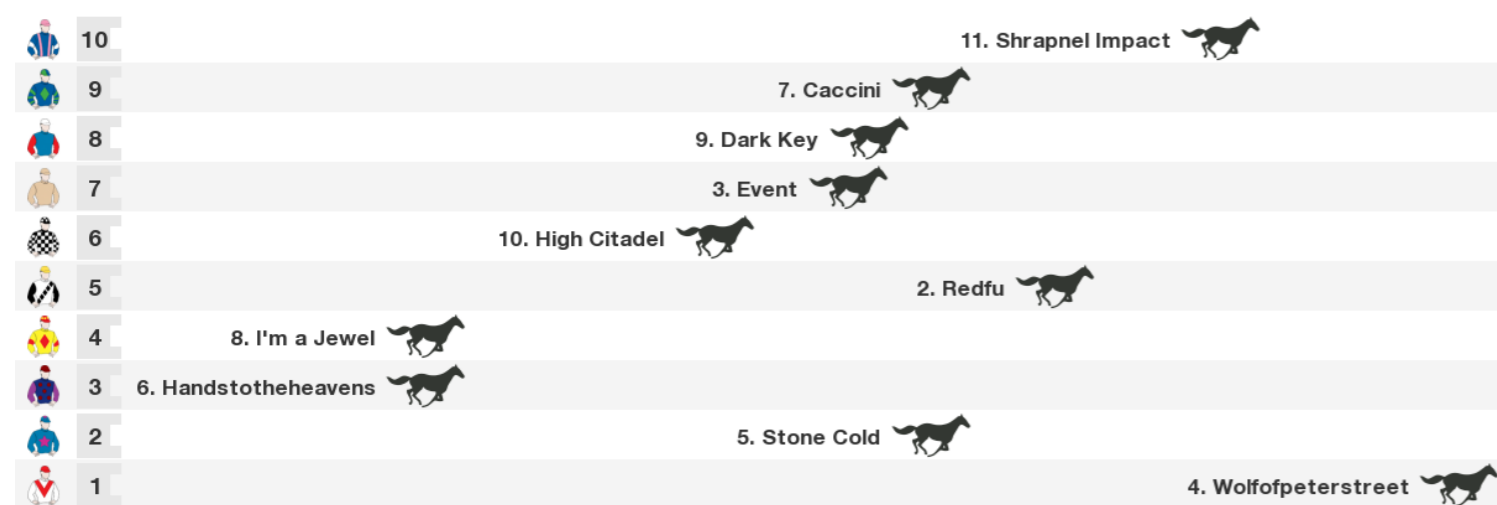 10 11. Shrapnel Impact
9 7. Caccini
8 9. Dark Key
7 3. Event
6 10. High Citadel
5 2. Redfu
4 8. I'm a Jewel
3 6. Handstotheheavens
2 5. Stone Cold
1 4. Wolfofpeterstreet